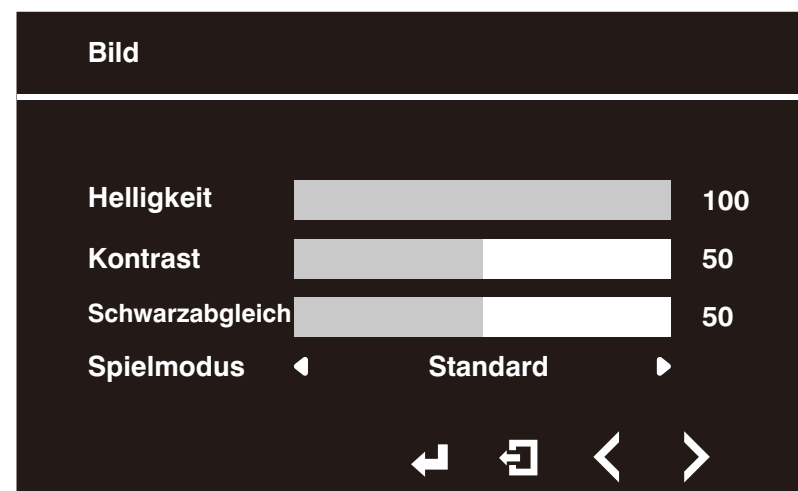 Bild
Helligkeit 100
Kontrast 50
Schwarzabgleich 50
Spielmodus Standard